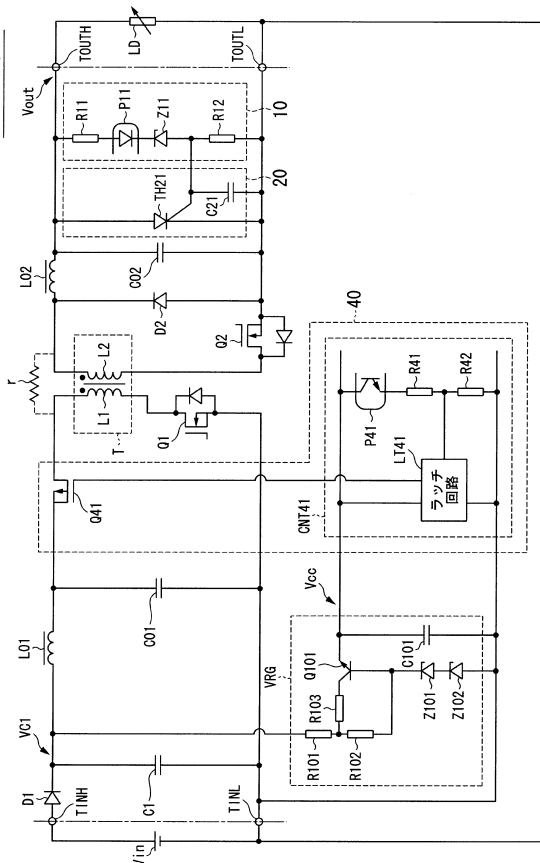 Vout
TOUTH
LD
TOUTL
R11
P11
Z11
R12
10
TH21
C21
20
L02
C02
D2
Q2
r
L1
L2
T
Q1
40
Q41
P41
R41
R42
LT41
ラッチ
回路
CNT41
L01
C01
Vcc
VRG
Q101
C101
R103
R101
R102
Z101
Z102
VC1
D1
C1
TINH
TINL
Vin